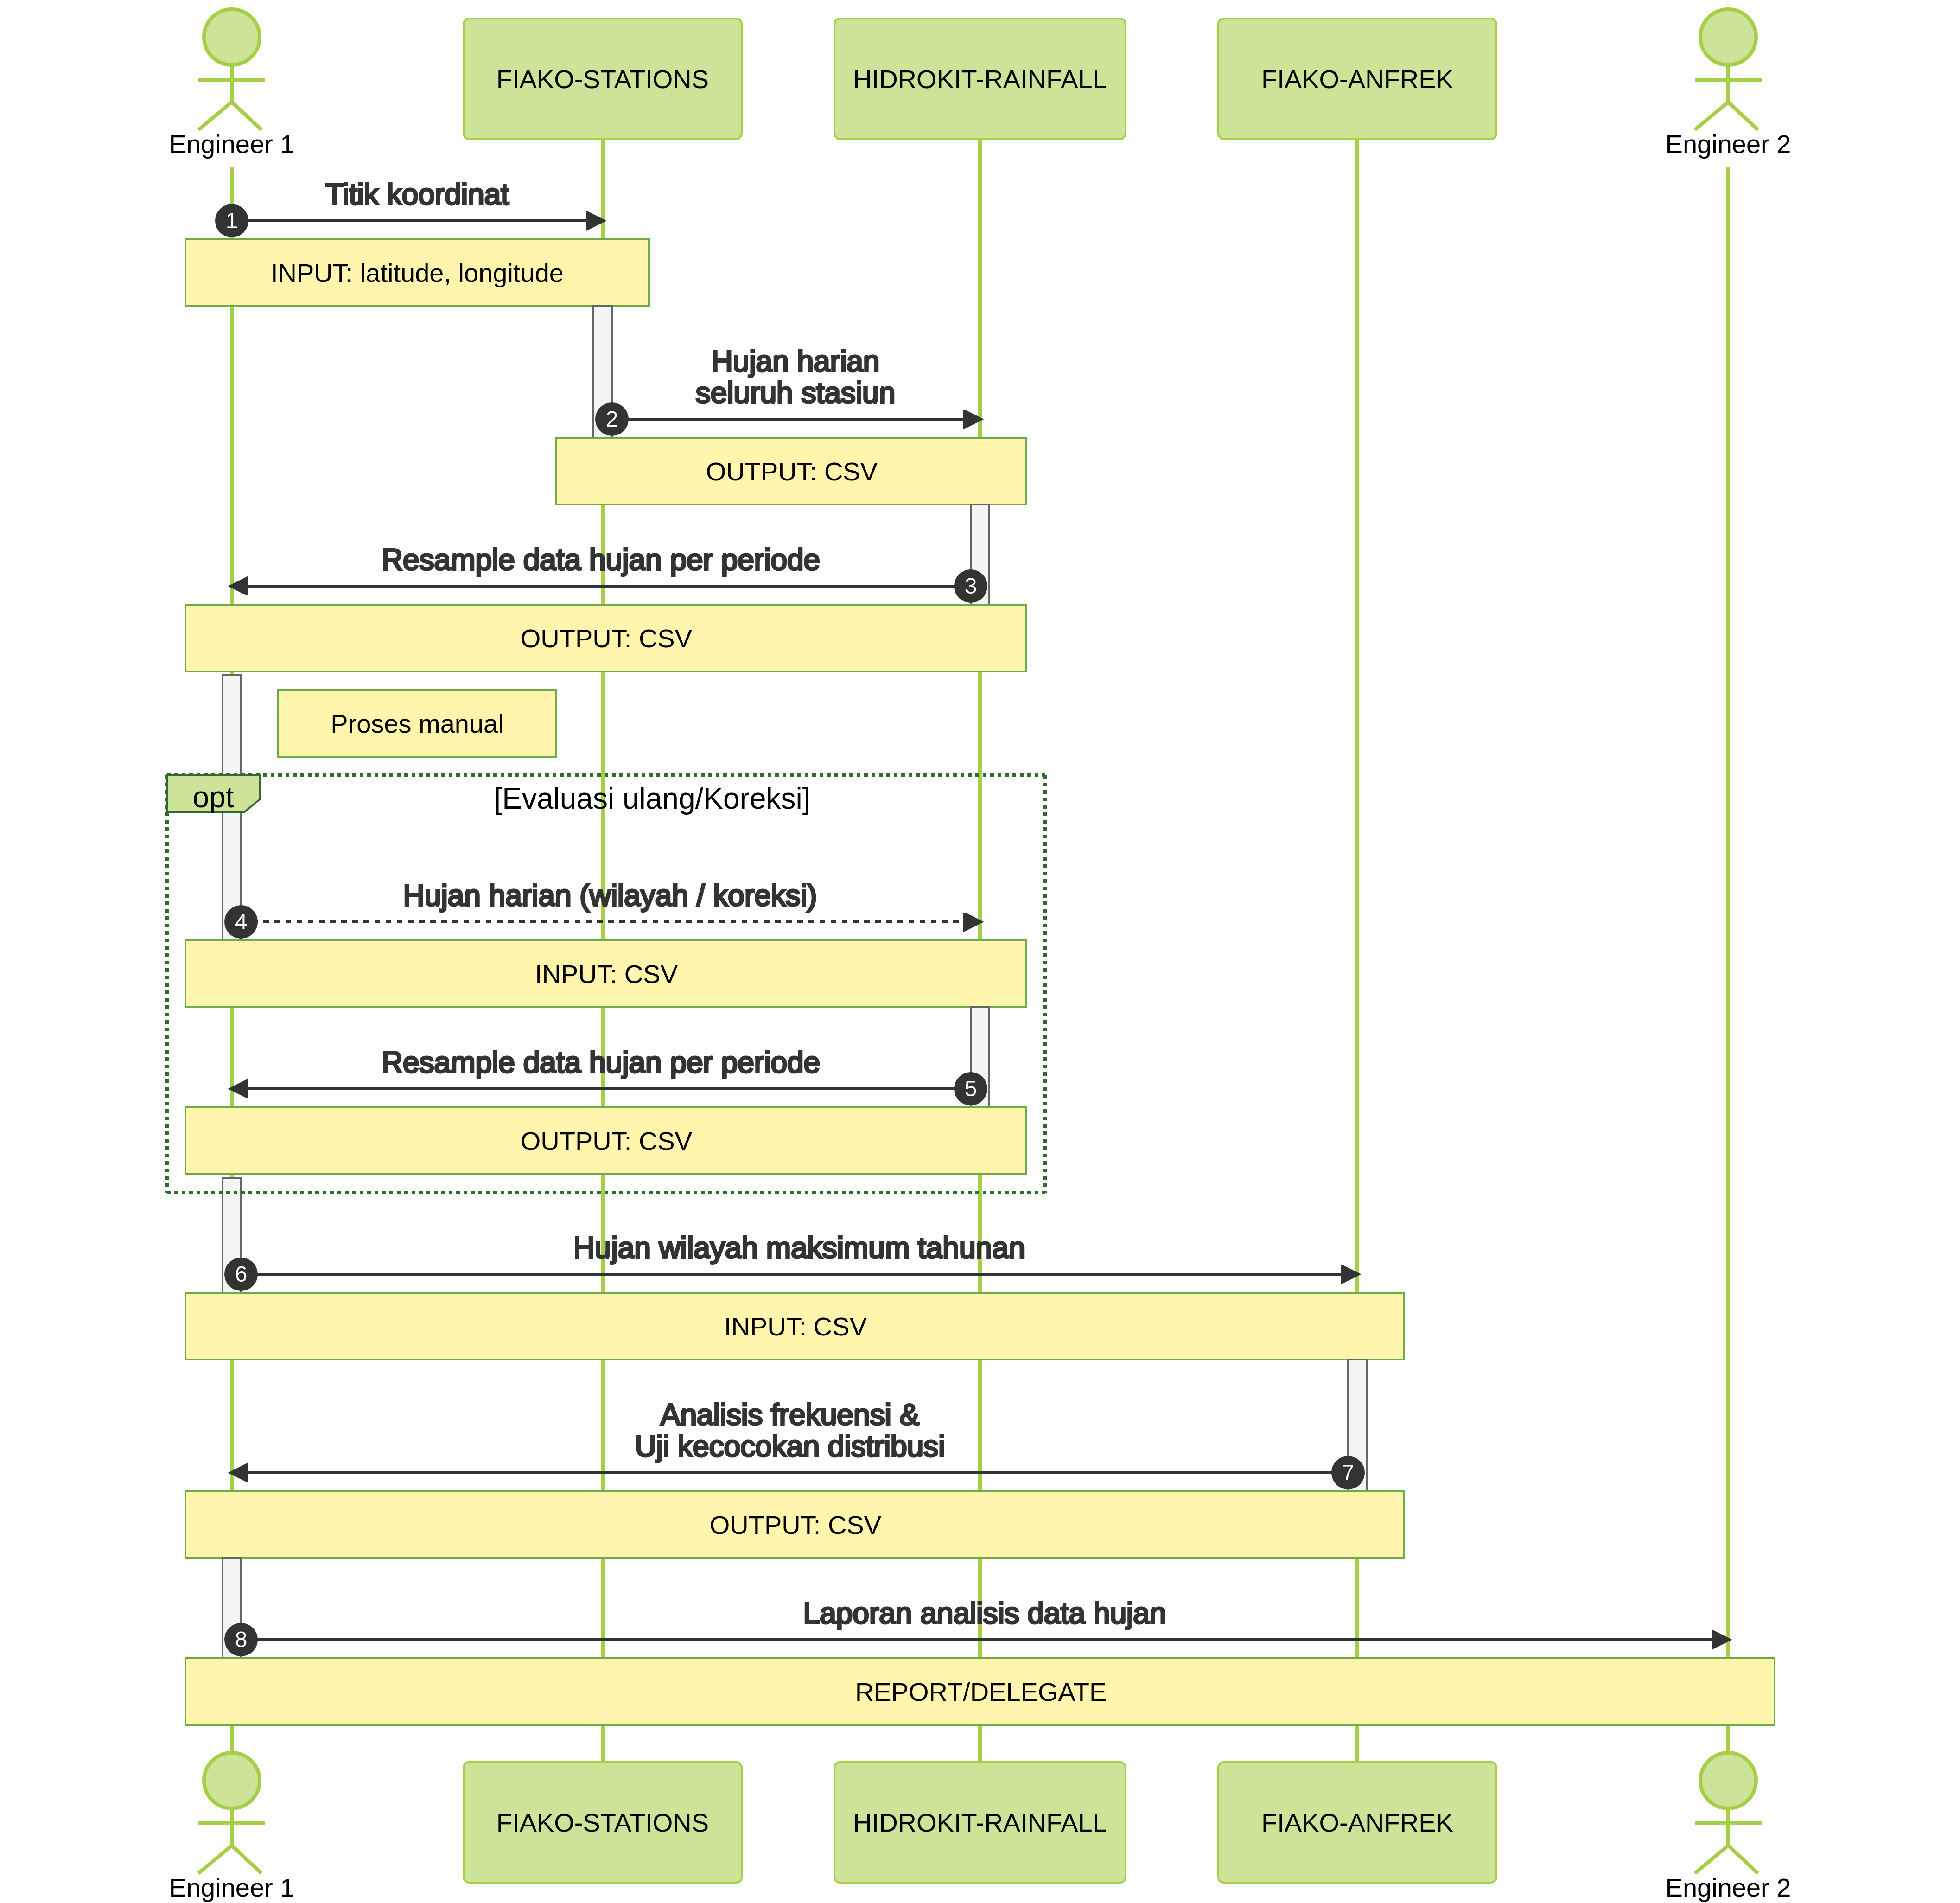 Engineer 1
FIAKO-STATIONS
HIDROKIT-RAINFALL
FIAKO-ANFREK
Engineer 2
Titik koordinat
1
INPUT: latitude, longitude
Hujan harian
seluruh stasiun
2
OUTPUT: CSV
Resample data hujan per periode
3
OUTPUT: CSV
Proses manual
opt
[Evaluasi ulang/Koreksi]
Hujan harian (wilayah / koreksi)
4
INPUT: CSV
Resample data hujan per periode
5
OUTPUT: CSV
Hujan wilayah maksimum tahunan
6
INPUT: CSV
Analisis frekuensi &
Uji kecocokan distribusi
7
OUTPUT: CSV
Laporan analisis data hujan
8
REPORT/DELEGATE
Engineer 1
FIAKO-STATIONS
HIDROKIT-RAINFALL
FIAKO-ANFREK
Engineer 2